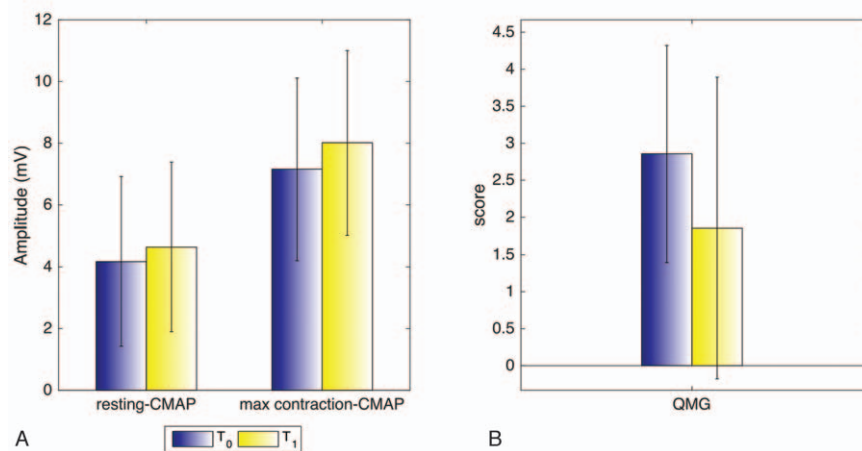 12
10
8
6
4
2
0
Amplitude (mV)
resting-CMAP max contraction-CMAP
A
T0 T1
4.5
4
3.5
3
2.5
2
1.5
1
0.5
0
score
QMG
B